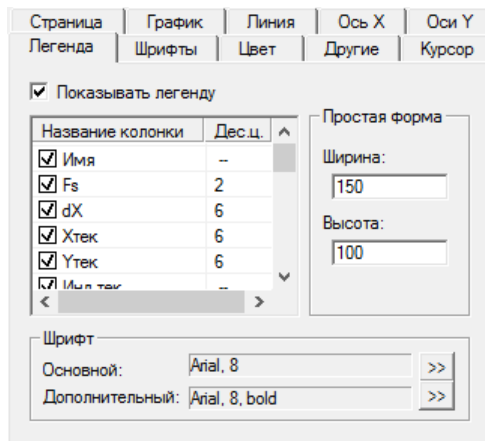 Страница График Линия Ось X Оси Y
Легенда Шрифты Цвет Другие Курсор
Показывать легенду
Название колонки Дес.ц.
Имя --
Fs 2
dX 6
Xтек 6
Yтек 6
Инд.тек --
Простая форма
Ширина:
150
Высота:
100
Шрифт
Основной: Arial, 8 >>
Дополнительный: Arial, 8, bold >>